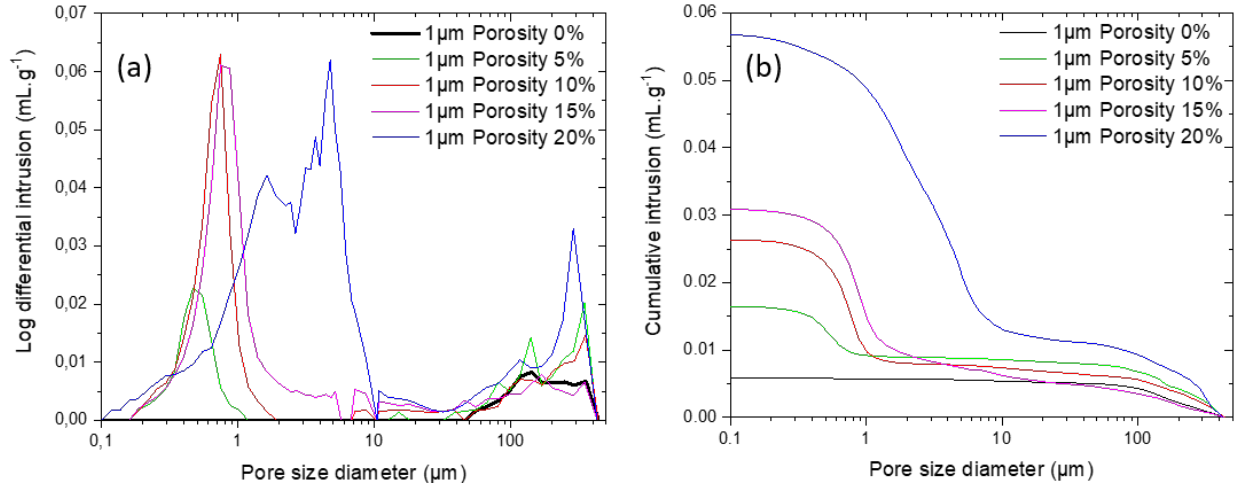 (a)
1µm Porosity 0%
1µm Porosity 5%
1µm Porosity 10%
1µm Porosity 15%
1µm Porosity 20%
Log differential intrusion (mL.g⁻¹)
0,07
0,06
0,05
0,04
0,03
0,02
0,01
0,00
0,1
1
10
100
Pore size diameter (µm)
(b)
1µm Porosity 0%
1µm Porosity 5%
1µm Porosity 10%
1µm Porosity 15%
1µm Porosity 20%
Cumulative intrusion (mL.g⁻¹)
0.06
0.05
0.04
0.03
0.02
0.01
0.00
0.1
1
10
100
Pore size diameter (µm)